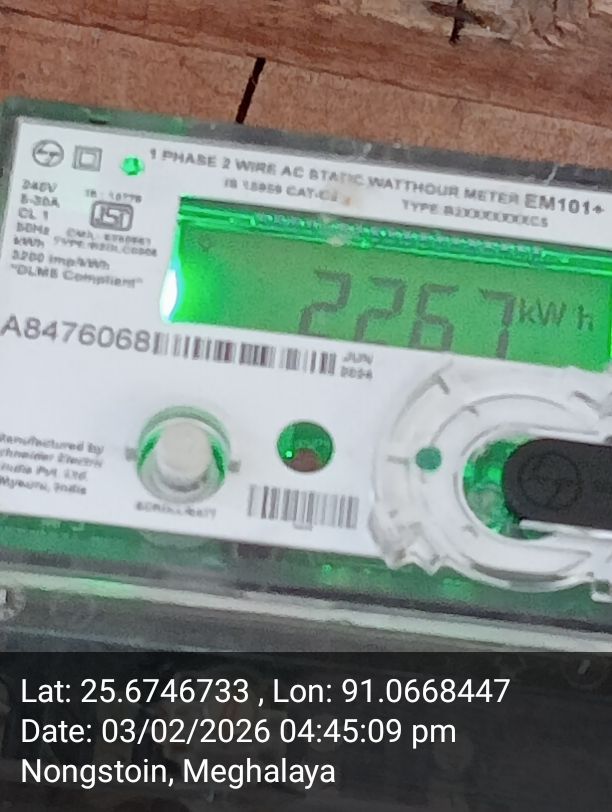 1 PHASE 2 WIRE AC STATIC WATTHOUR METER EM101+
240V
5-30A
CL 1
50Hz
kWh
3200 imp/kWh
"DLMS Compliant"
2267 kWh
A8476068
JUN
Manufactured by
Schneider Electric
India Pvt. Ltd.
Mysuru, India
Lat: 25.6746733 , Lon: 91.0668447
Date: 03/02/2026 04:45:09 pm
Nongstoin, Meghalaya